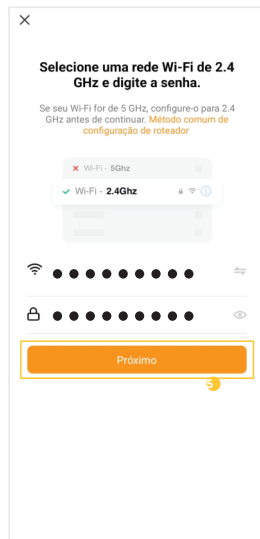 Selecione uma rede Wi-Fi de 2.4
GHz e digite a senha.
Se seu Wi-Fi for de 5 GHz, configure-o para 2.4
GHz antes de continuar. Método comum de
configuração de roteador
Wi-Fi - 5Ghz
Wi-Fi - 2.4Ghz
Próximo
5